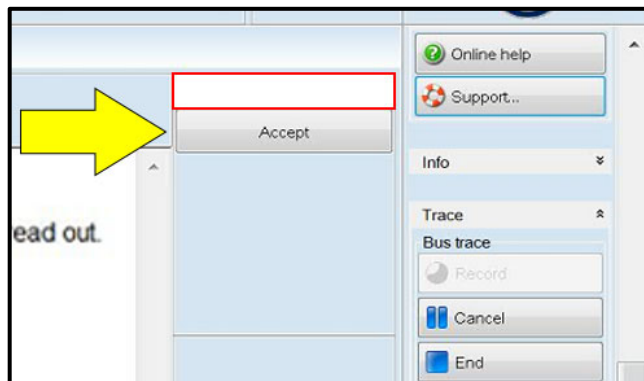 Online help
Support...
Accept
Info
ead out.
Trace
Bus trace
Record
Cancel
End